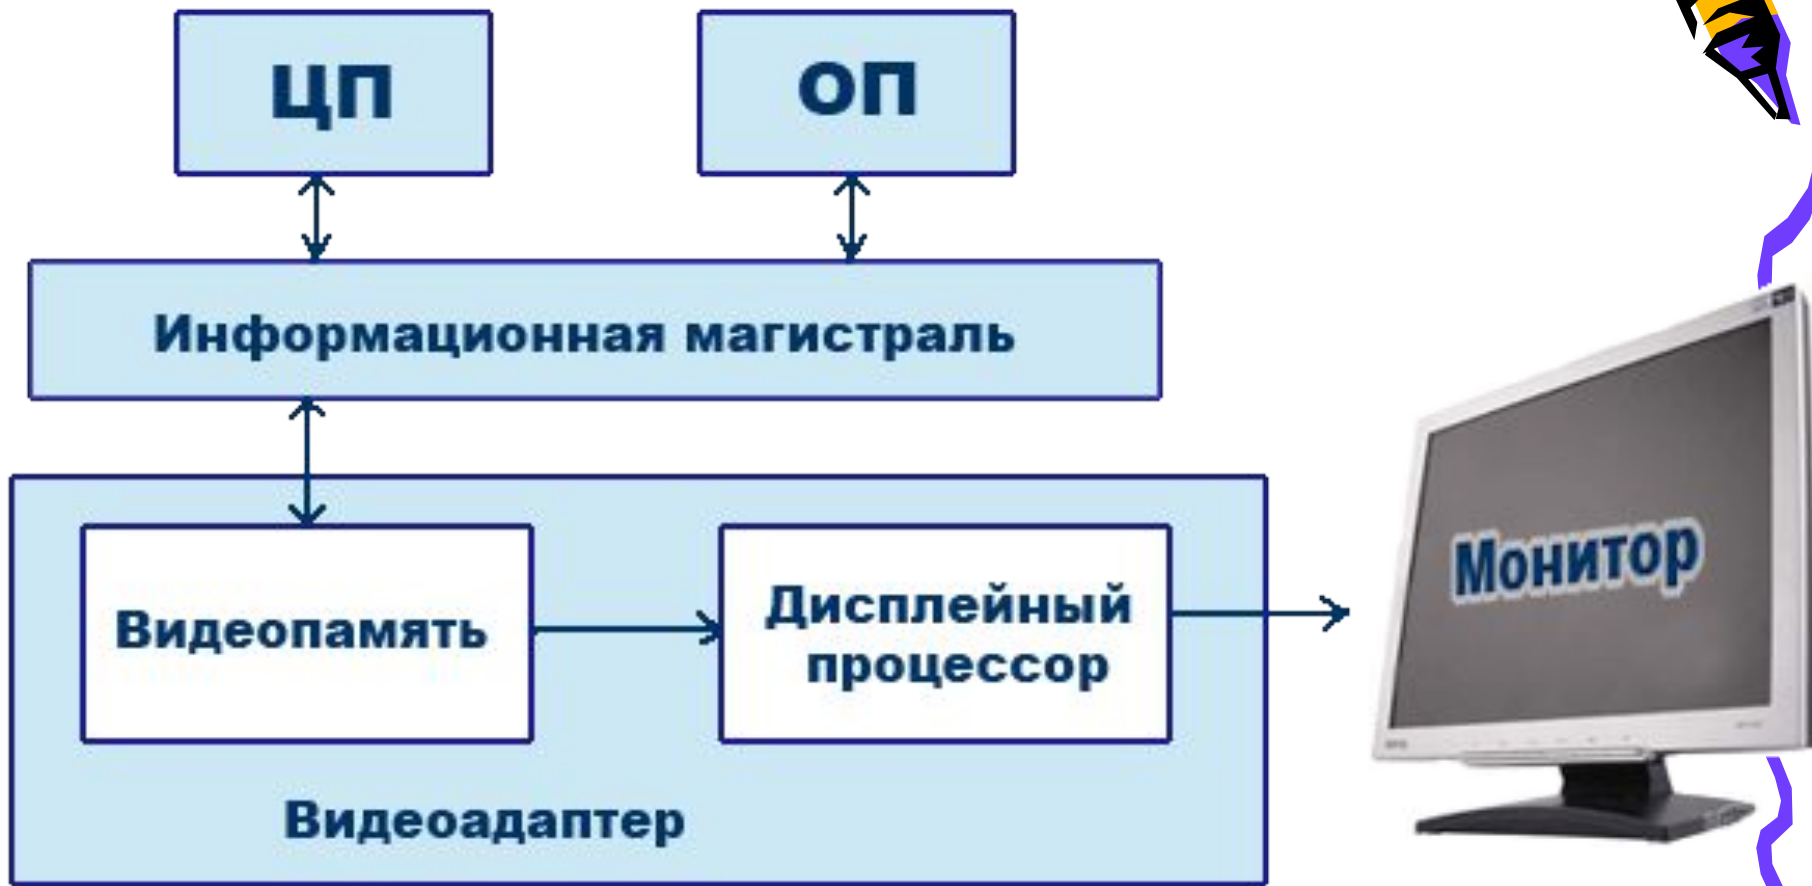 ЦП
ОП
Информационная магистраль
Видеопамять
Дисплейный
процессор
Монитор
Видеоадаптер